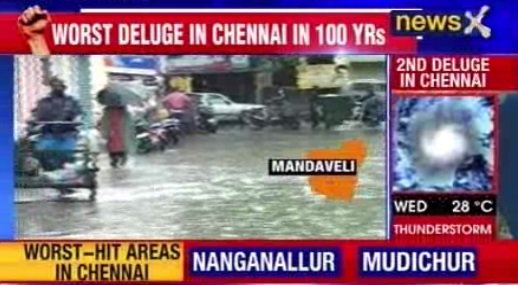 WORST DELUGE IN CHENNAI IN 100 YRs
newsX
2ND DELUGE
IN CHENNAI
MANDAVELI
WED 28 °C
THUNDERSTORM
WORST-HIT AREAS
IN CHENNAI
NANGANALLUR
MUDICHUR